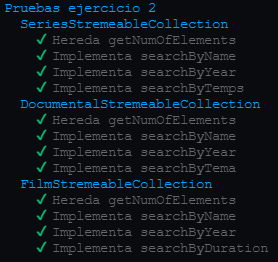 Pruebas ejercicio 2
SeriesStremeableCollection
✓ Hereda getNumOfElements
✓ Implementa searchByName
✓ Implementa searchByYear
✓ Implementa searchByTemps
DocumentalStremeableCollection
✓ Hereda getNumOfElements
✓ Implementa searchByName
✓ Implementa searchByYear
✓ Implementa searchByTema
FilmStremeableCollection
✓ Hereda getNumOfElements
✓ Implementa searchByName
✓ Implementa searchByYear
✓ Implementa searchByDuration